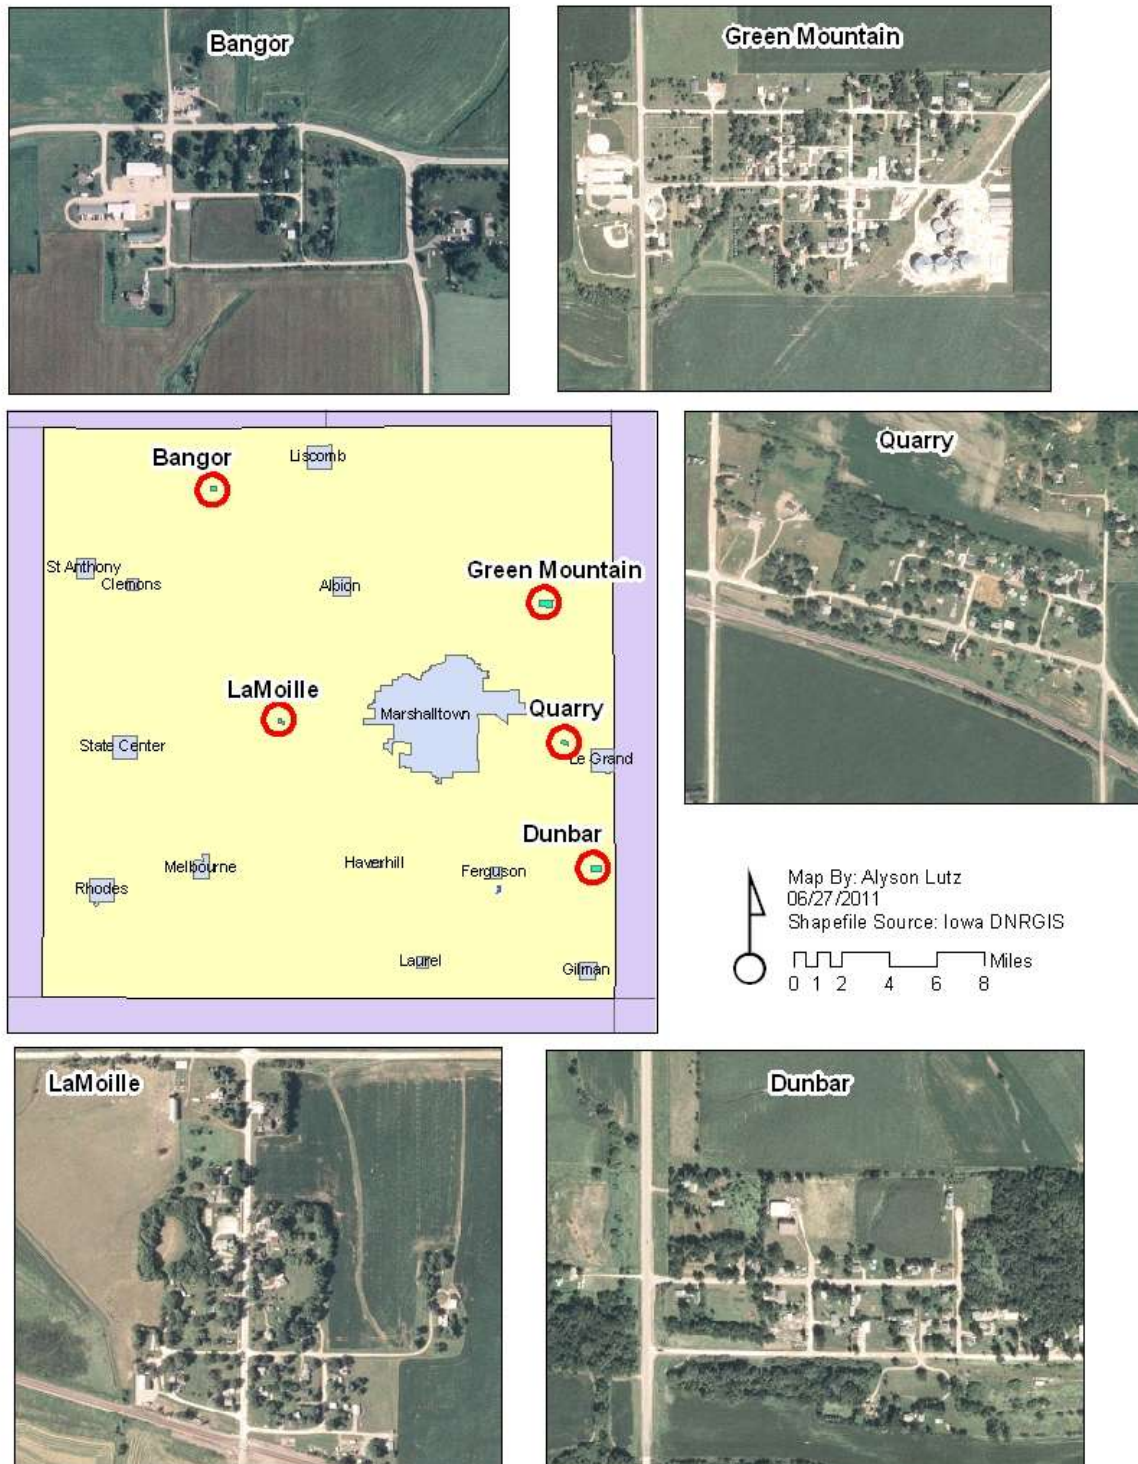 Bangor
Green Mountain
Bangor
Liscomb
St Anthony
Clemons
Albion
Green Mountain
LaMoille
Marshalltown
Quarry
State Center
Le Grand
Dunbar
Melbourne
Haverhill
Ferguson
Rhodes
Laurel
Gilman
Quarry
Map By: Alyson Lutz
06/27/2011
Shapefile Source: Iowa DNRGIS
Miles
0 1 2 4 6 8
LaMoille
Dunbar